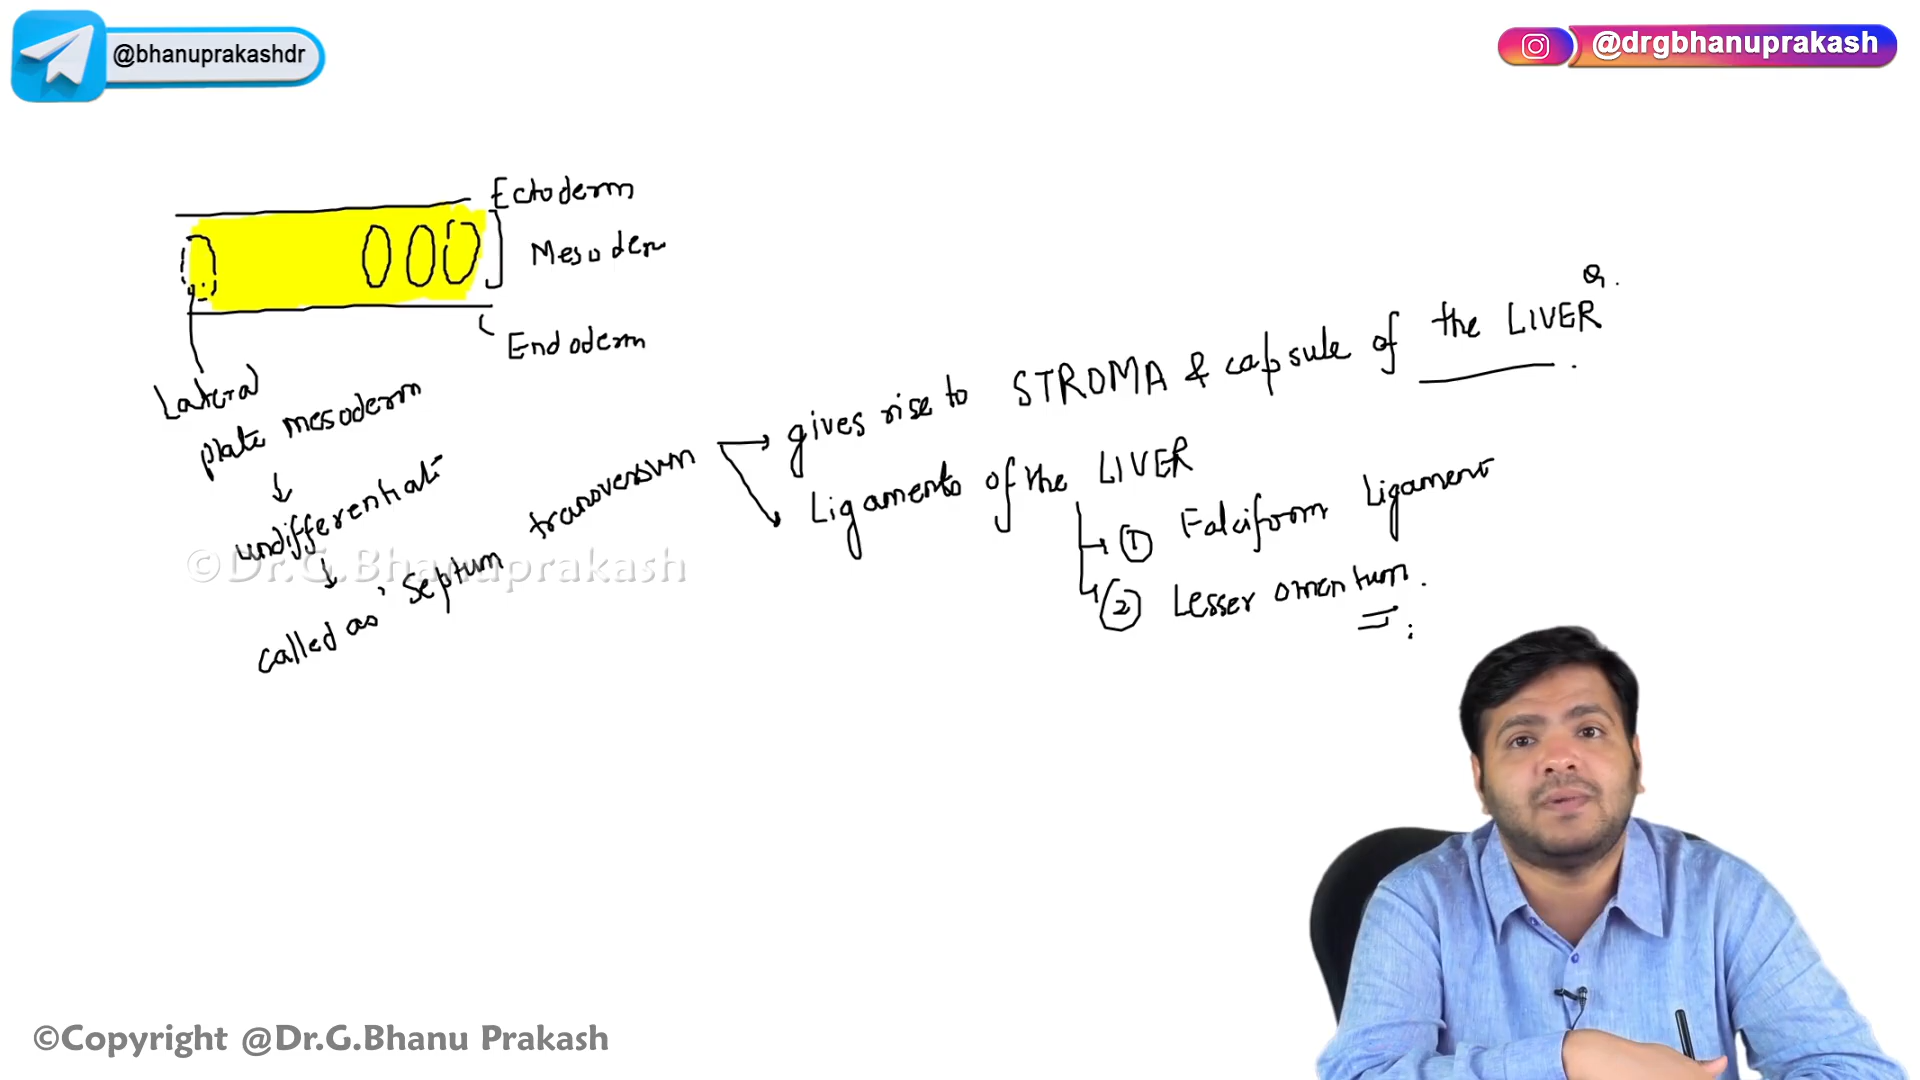 @bhanuprakashdr
@drgbhanuprakash
Ectoderm
Mesoderm
Endoderm
Lateral
plate mesoderm
↓
undifferentiati
↓
called as' septum transversum
gives rise to STROMA & capsule of the LIVER
Ligaments of the LIVER
① Falciform Ligament
② Lesser omentum.
©Dr.G.Bhanuprakash
©Copyright @Dr.G.Bhanu Prakash